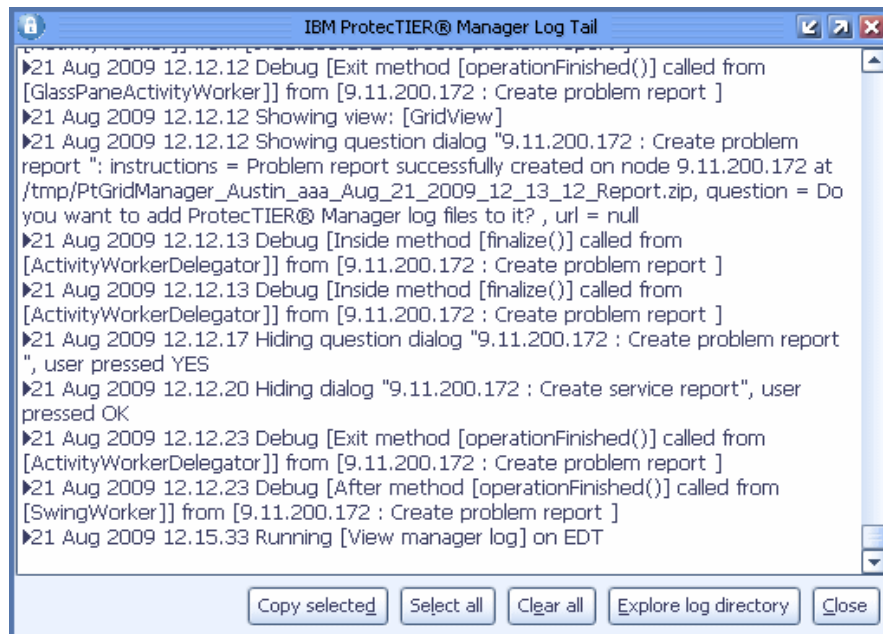 IBM ProtecTIER® Manager Log Tail
▶21 Aug 2009 12.12.12 Debug [Exit method [operationFinished()] called from
[GlassPaneActivityWorker]] from [9.11.200.172 : Create problem report ]
▶21 Aug 2009 12.12.12 Showing view: [GridView]
▶21 Aug 2009 12.12.12 Showing question dialog "9.11.200.172 : Create problem
report ": instructions = Problem report successfully created on node 9.11.200.172 at
/tmp/PtGridManager_Austin_aaa_Aug_21_2009_12_13_12_Report.zip, question = Do
you want to add ProtecTIER® Manager log files to it? , url = null
▶21 Aug 2009 12.12.13 Debug [Inside method [finalize()] called from
[ActivityWorkerDelegator]] from [9.11.200.172 : Create problem report ]
▶21 Aug 2009 12.12.13 Debug [Inside method [finalize()] called from
[ActivityWorkerDelegator]] from [9.11.200.172 : Create problem report ]
▶21 Aug 2009 12.12.17 Hiding question dialog "9.11.200.172 : Create problem report
", user pressed YES
▶21 Aug 2009 12.12.20 Hiding dialog "9.11.200.172 : Create service report", user
pressed OK
▶21 Aug 2009 12.12.23 Debug [Exit method [operationFinished()] called from
[ActivityWorkerDelegator]] from [9.11.200.172 : Create problem report ]
▶21 Aug 2009 12.12.23 Debug [After method [operationFinished()] called from
[SwingWorker]] from [9.11.200.172 : Create problem report ]
▶21 Aug 2009 12.15.33 Running [View manager log] on EDT
Copy selected Select all Clear all Explore log directory Close